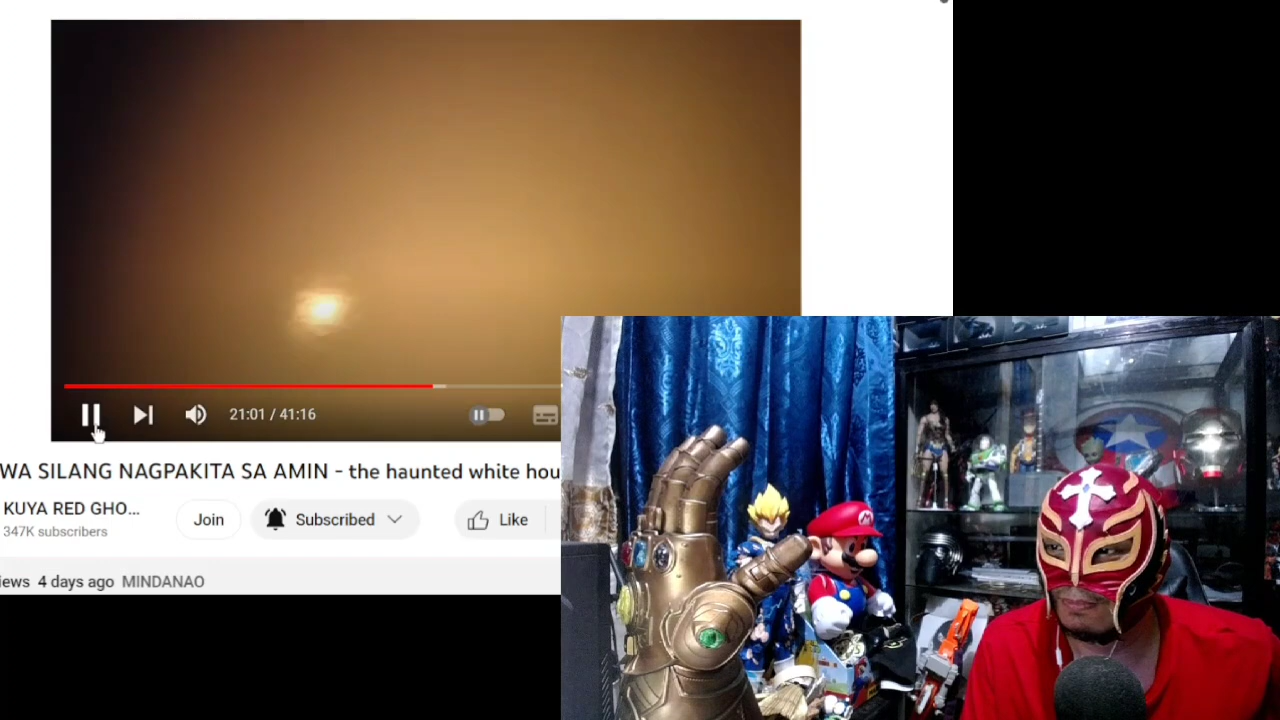 21:01 / 41:16
WA SILANG NAGPAKITA SA AMIN - the haunted white hou
KUYA RED GHO...
347K subscribers
Join
Subscribed
Like
iews 4 days ago MINDANAO
M